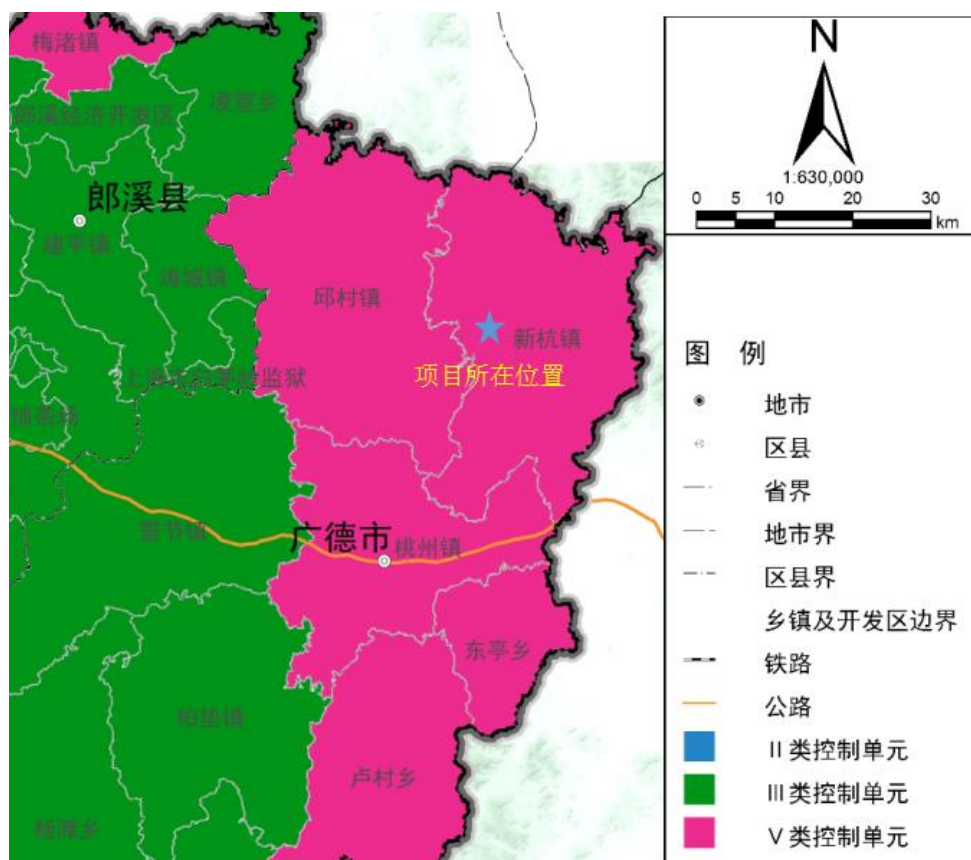 梅渚镇
郎溪经济开发区
凌笪乡
郎溪县
建平镇
涛城镇
邱村镇
新杭镇
项目所在位置
上海市白茅岭监狱
誓节镇
广德市
桃州镇
东亭乡
柏垫镇
卢村乡
杨滩乡
N
1:630,000
0 5 10 20 30
km
图 例
地市
区县
省界
地市界
区县界
乡镇及开发区边界
铁路
公路
II类控制单元
III类控制单元
V类控制单元